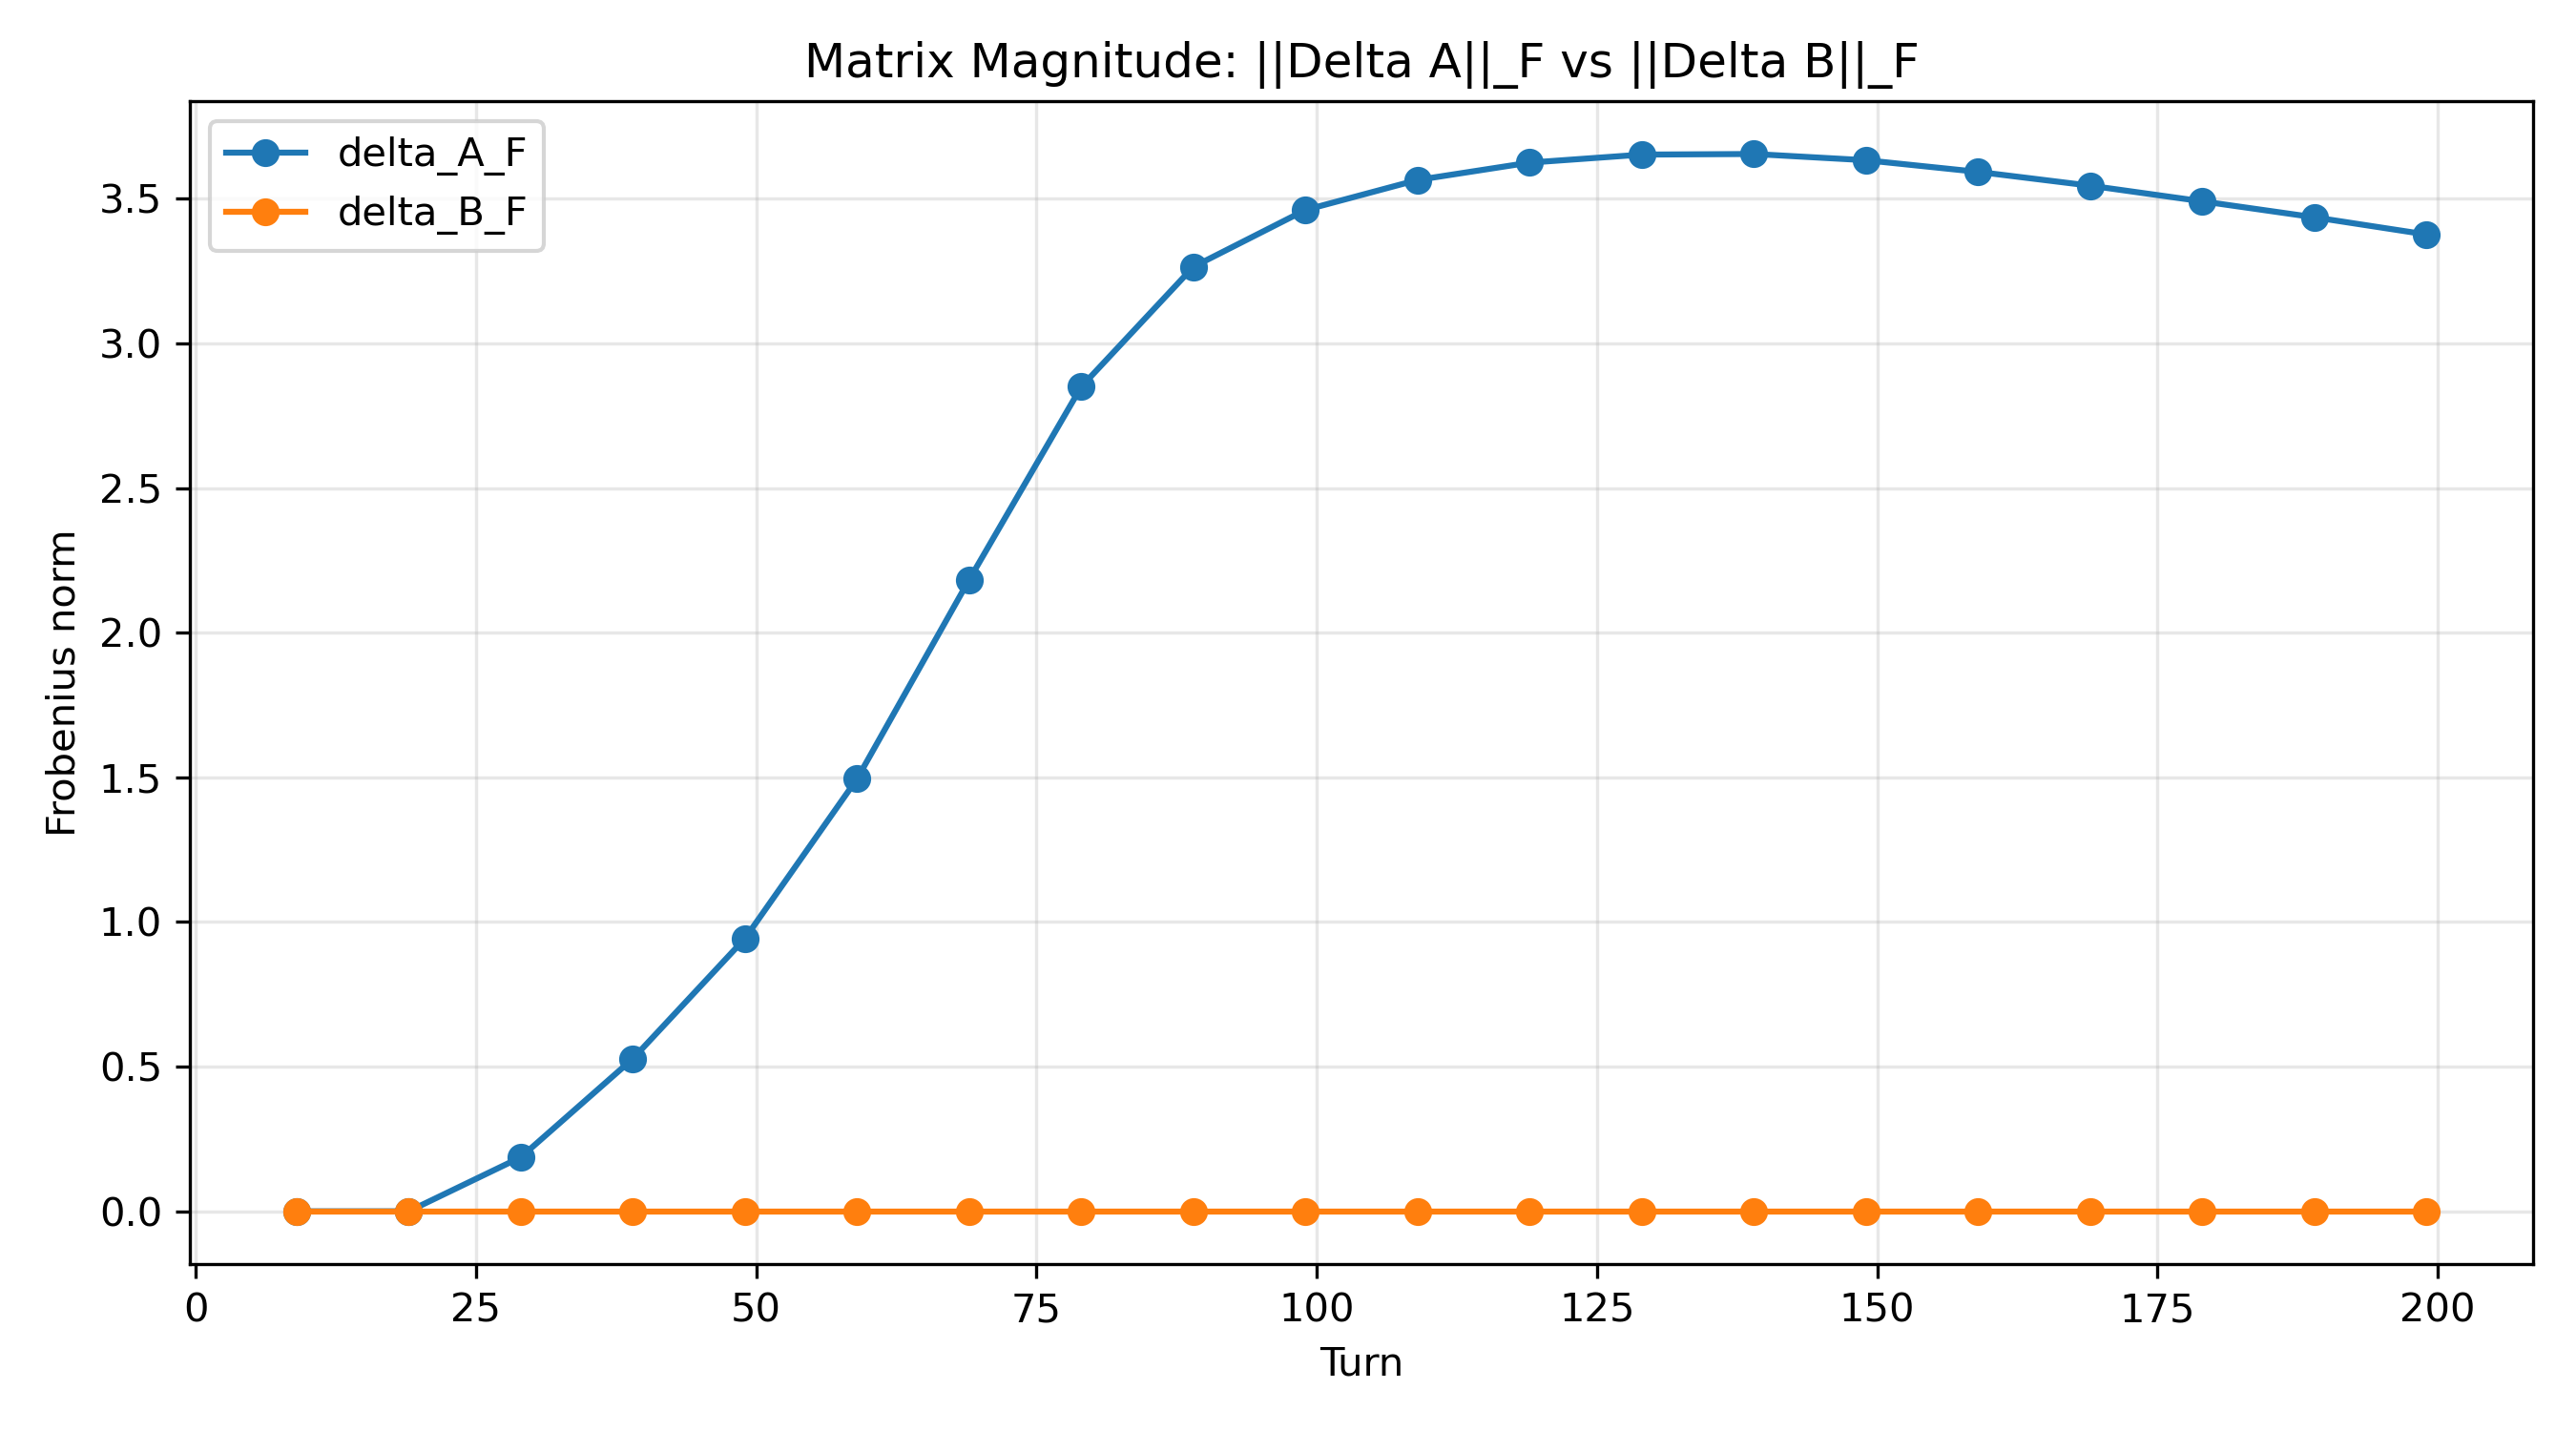 Matrix Magnitude: ||Delta A||_F vs ||Delta B||_F
delta_A_F
delta_B_F
Frobenius norm
3.5
3.0
2.5
2.0
1.5
1.0
0.5
0.0
0 25 50 75 100 125 150 175 200
Turn